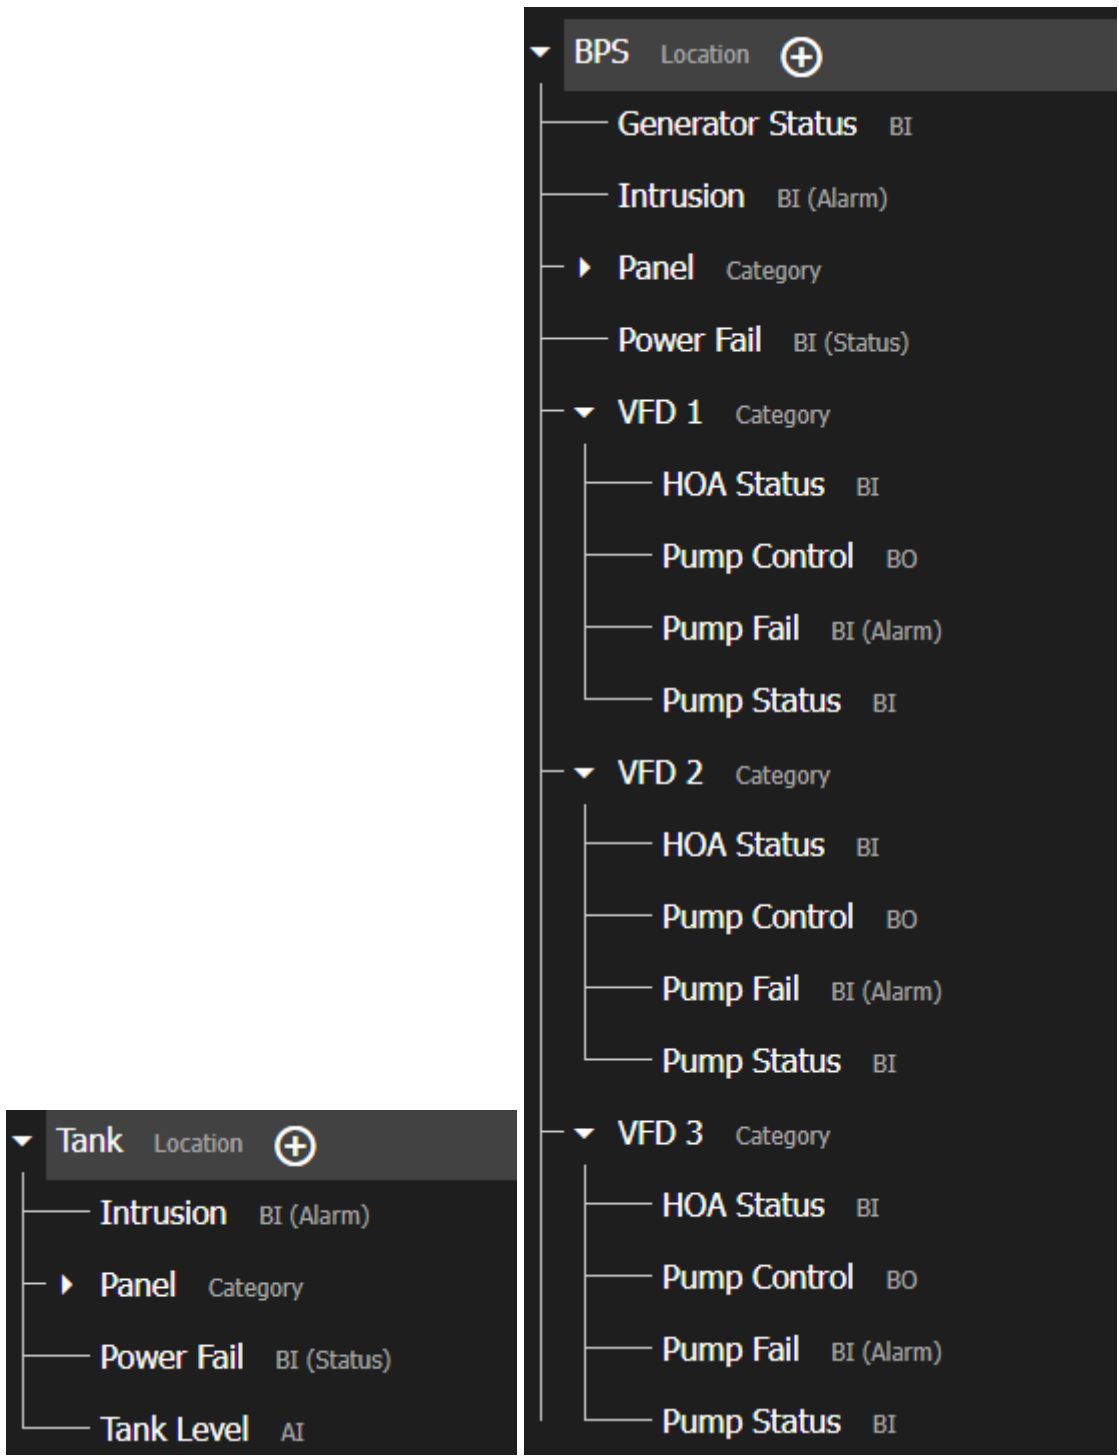 Tank Location
Intrusion BI (Alarm)
Panel Category
Power Fail BI (Status)
Tank Level AI
BPS Location
Generator Status BI
Intrusion BI (Alarm)
Panel Category
Power Fail BI (Status)
VFD 1 Category
HOA Status BI
Pump Control BO
Pump Fail BI (Alarm)
Pump Status BI
VFD 2 Category
HOA Status BI
Pump Control BO
Pump Fail BI (Alarm)
Pump Status BI
VFD 3 Category
HOA Status BI
Pump Control BO
Pump Fail BI (Alarm)
Pump Status BI